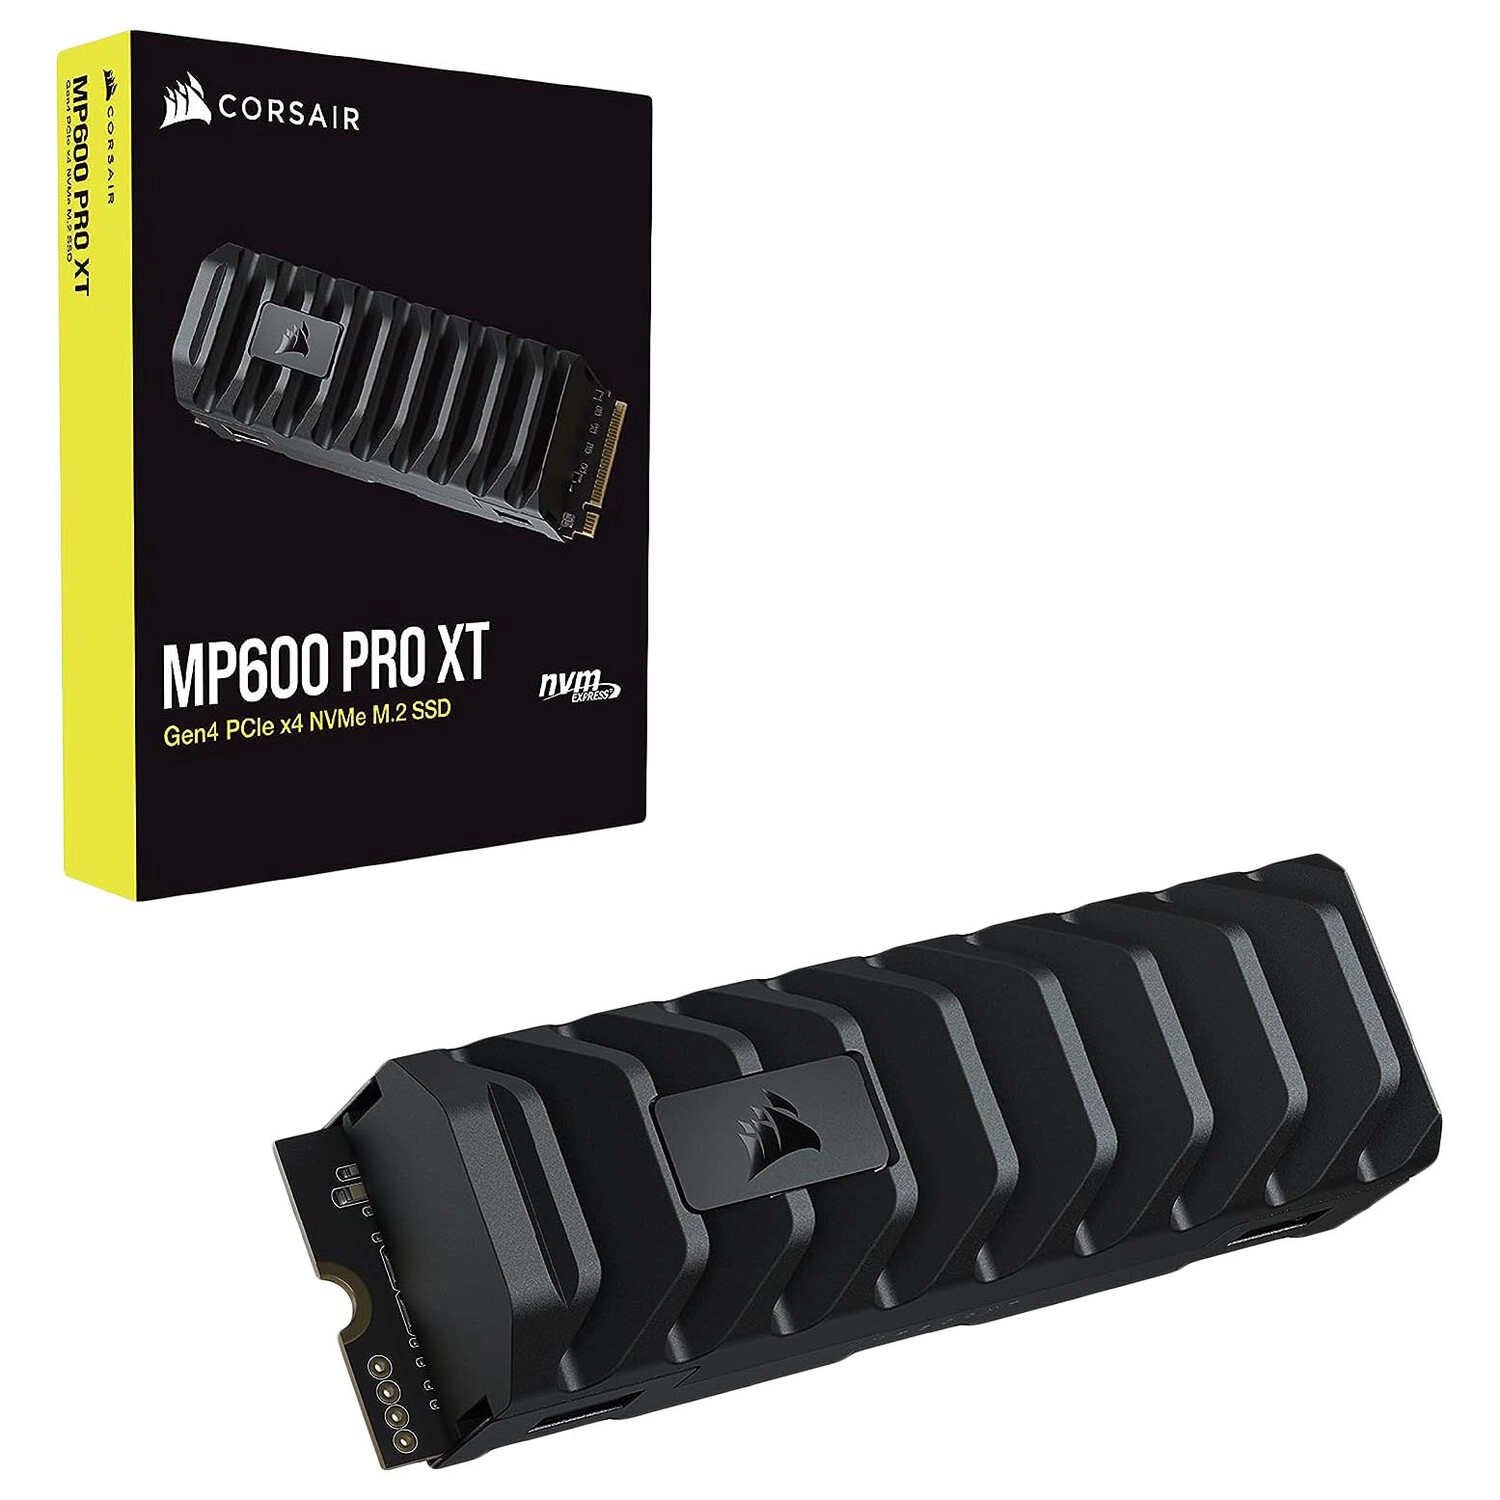 CORSAIR
MP600 PRO XT
Gen4 PCIe x4 NVMe M.2 SSD
CORSAIR
MP600 PRO XT
Gen4 PCIe x4 NVMe M.2 SSD
nvm
EXPRESS